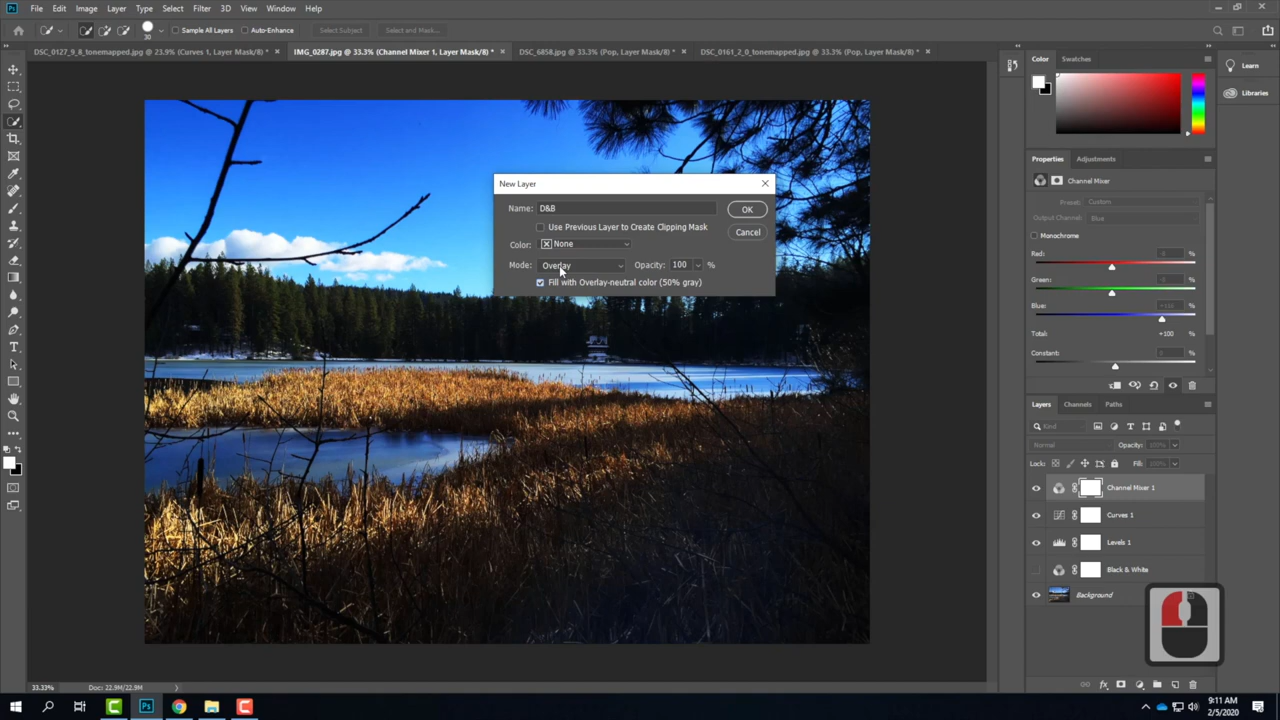 Ps File Edit Image Layer Type Select Filter 3D View Window Help
30 Sample All Layers Auto-Enhance Select Subject Select and Mask...
DSC_0127_9_8_tonemapped.jpg @ 23.9% (Curves 1, Layer Mask/8) * × IMG_0287.jpg @ 33.3% (Channel Mixer 1, Layer Mask/8) * × DSC_6858.jpg @ 33.3% (Pop, Layer Mask/8) * × DSC_0161_2_0_tonemapped.jpg @ 33.3% (Pop, Layer Mask/8) * ×
New Layer
Name: D&B OK
Use Previous Layer to Create Clipping Mask
Cancel
Color: None
Mode: Overlay Opacity: 100 %
Fill with Overlay-neutral color (50% gray)
Color Swatches
Learn
Libraries
Properties Adjustments
Channel Mixer
Preset: Custom
Output Channel: Blue
Monochrome
Red: %
Green: %
Blue: %
Total: +100 %
Constant: %
Layers Channels Paths
Kind
Normal Opacity: 100%
Lock: Fill: 100%
Channel Mixer 1
Curves 1
Levels 1
Black & White
Background
33.33% Doc: 22.9M/22.9M
Ps
9:11 AM
2/5/2020